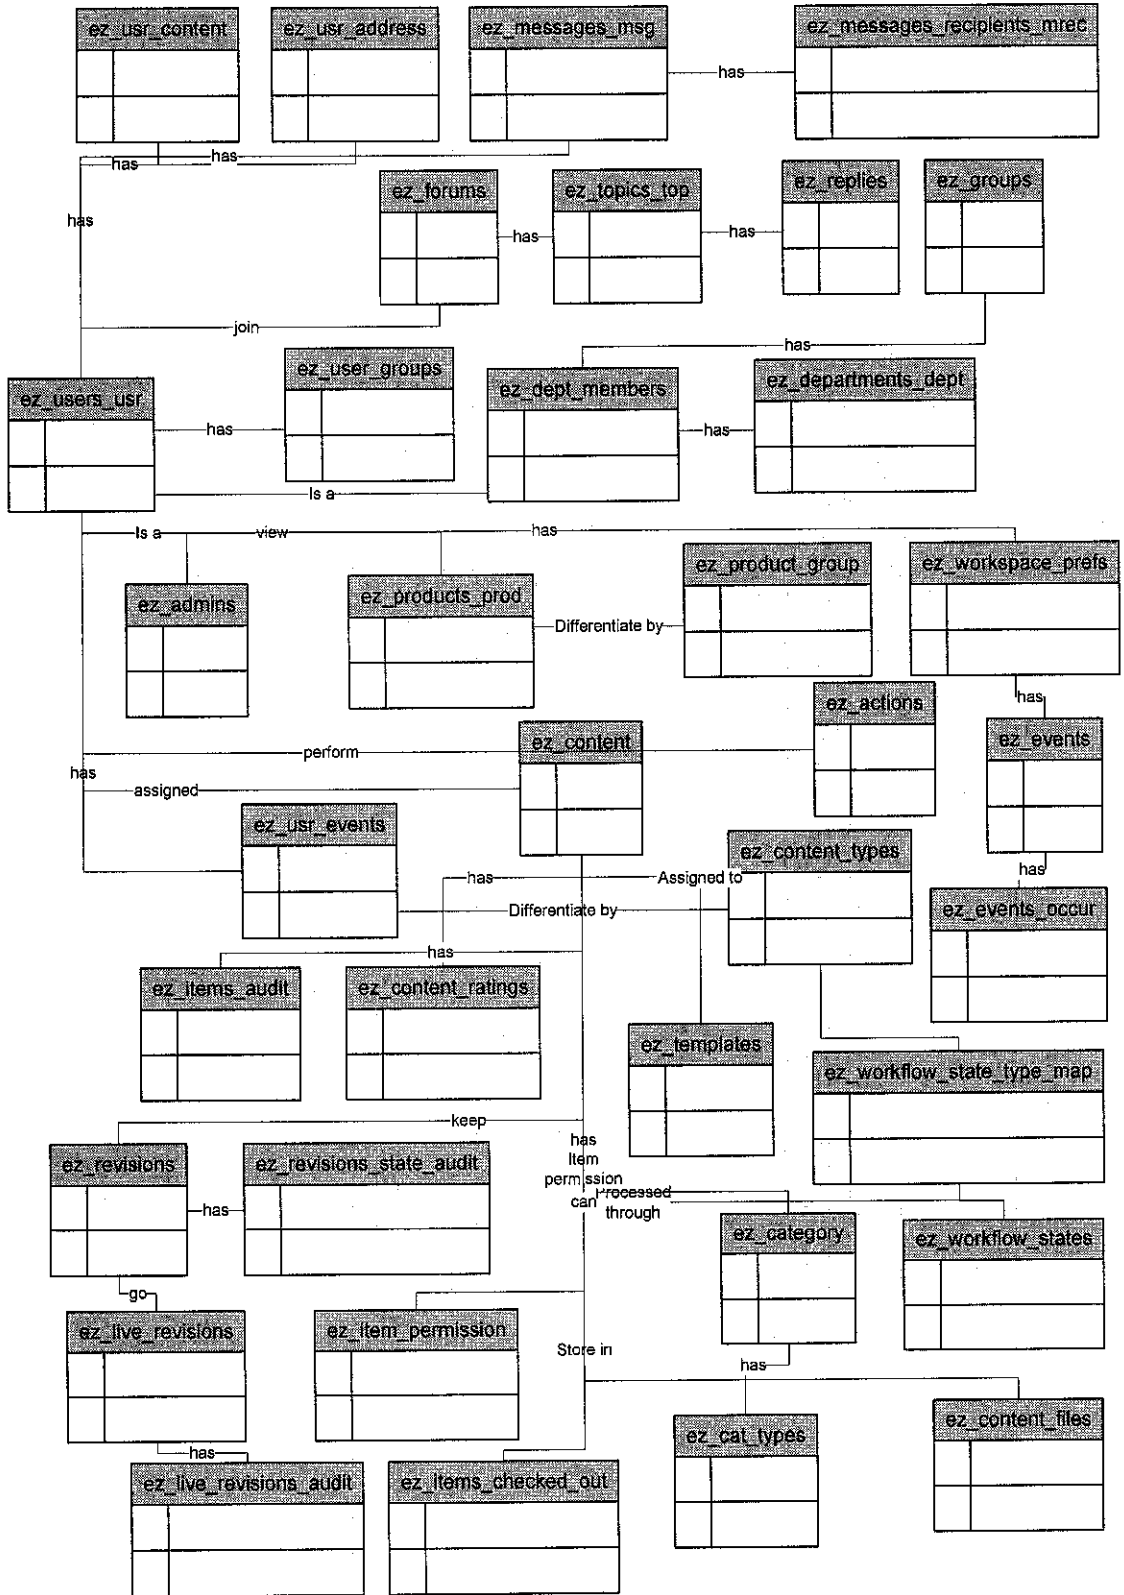 ez_usr_content
ez_usr_address
ez_messages_msg
ez_messages_recipients_mrec
has
has
has
ez_forums
ez_topics_top
ez_replies
ez_groups
has
has
has
join
has
ez_users_usr
ez_user_groups
ez_dept_members
ez_departments_dept
has
has
Is a
Is a
view
has
ez_admins
ez_products_prod
ez_product_group
ez_workspace_prefs
Differentiate by
has
ez_actions
ez_content
ez_events
perform
has
assigned
ez_usr_events
ez_content_types
has
has
Assigned to
ez_events_occur
Differentiate by
has
ez_items_audit
ez_content_ratings
ez_templates
ez_workflow_state_type_map
keep
has
Item
permission
can
Processed
through
ez_revisions
ez_revisions_state_audit
has
ez_category
ez_workflow_states
go
ez_live_revisions
ez_item_permission
Store in
has
ez_cat_types
ez_content_files
has
ez_live_revisions_audit
ez_items_checked_out